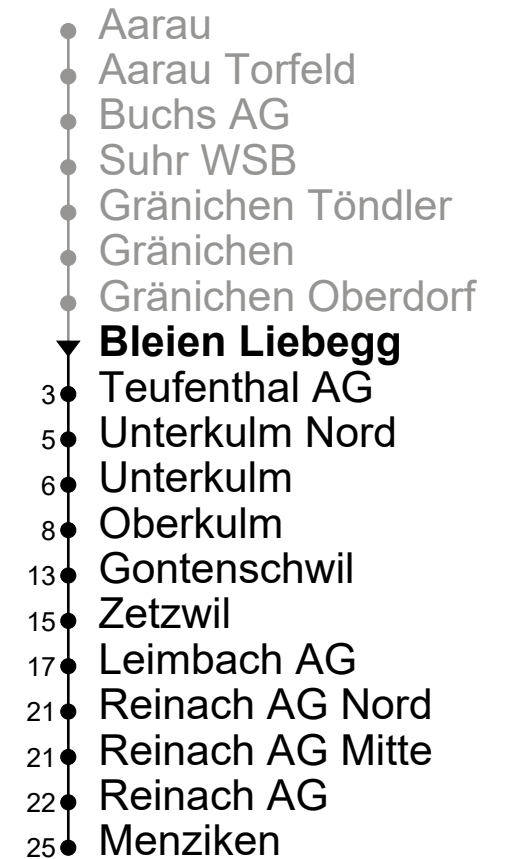 Aarau
Aarau Torfeld
Buchs AG
Suhr WSB
Gränichen Töndler
Gränichen
Gränichen Oberdorf
Bleien Liebegg
3 Teufenthal AG
5 Unterkulm Nord
6 Unterkulm
8 Oberkulm
13 Gontenschwil
15 Zetzwil
17 Leimbach AG
21 Reinach AG Nord
21 Reinach AG Mitte
22 Reinach AG
25 Menziken